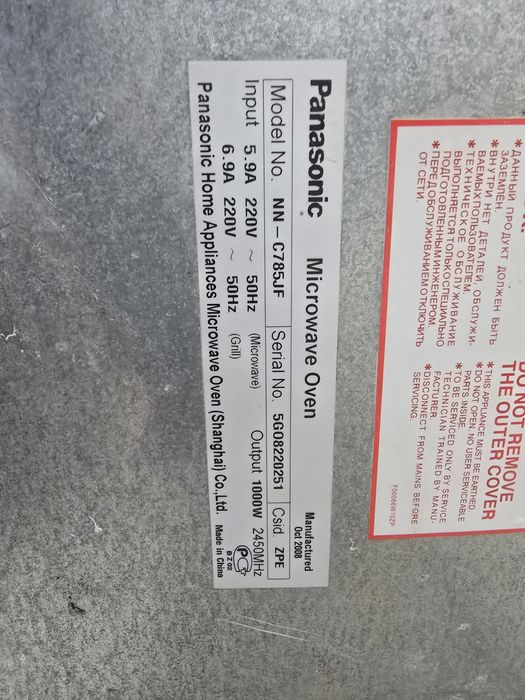 Panasonic Microwave Oven
Manufactured
Oct 2008
Model No. NN-C785JF Serial No. 5G08220251 Csid. ZPE
Input 5.9A 220V ~ 50Hz (Microwave) Output 1000W 2450MHz
6.9A 220V ~ 50Hz (Grill)
BZ02
Panasonic Home Appliances Microwave Oven (Shanghai) Co.,Ltd. Made in China
*ДАННЫЙ ПРОДУКТ ДОЛЖЕН БЫТЬ
ЗАЗЕМЛЕН.
*ВНУТРИ НЕТ ДЕТАЛЕЙ, ОБСЛУЖИ-
ВАЕМЫХ ПОЛЬЗОВАТЕЛЕМ.
*ТЕХНИЧЕСКОЕ ОБСЛУЖИВАНИЕ
ВЫПОЛНЯЕТСЯ ТОЛЬКО СПЕЦИАЛЬНО
ПОДГОТОВЛЕННЫМ ИНЖЕНЕРОМ.
*ПЕРЕД ОБСЛУЖИВАНИЕМ ОТКЛЮЧИТЬ
ОТ СЕТИ.
DO NOT REMOVE
THE OUTER COVER
*THIS APPLIANCE MUST BE EARTHED.
*DO NOT OPEN, NO USER SERVICEABLE
PARTS INSIDE.
*TO BE SERVICED ONLY BY SERVICE
TECHNICIAN TRAINED BY MANU-
FACTURER.
*DISCONNECT FROM MAINS BEFORE
SERVICING.
F00066W10ZP